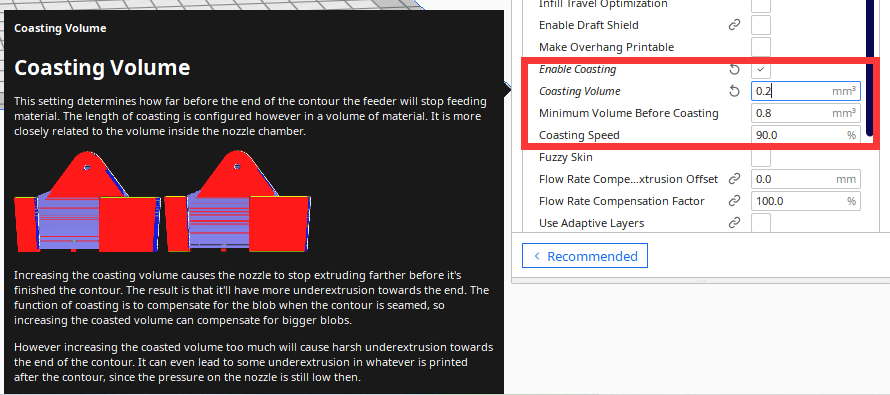 Coasting Volume
Coasting Volume
This setting determines how far before the end of the contour the feeder will stop feeding
material. The length of coasting is configured however in a volume of material. It is more
closely related to the volume inside the nozzle chamber.
Increasing the coasting volume causes the nozzle to stop extruding farther before it's
finished the contour. The result is that it'll have more underextrusion towards the end. The
function of coasting is to compensate for the blob when the contour is seamed, so
increasing the coasted volume can compensate for bigger blobs.
However increasing the coasted volume too much will cause harsh underextrusion towards
the end of the contour. It can even lead to some underextrusion in whatever is printed
after the contour, since the pressure on the nozzle is still low then.
Infill Travel Optimization
Enable Draft Shield
Make Overhang Printable
Enable Coasting
Coasting Volume 0.2 mm³
Minimum Volume Before Coasting 0.8 mm³
Coasting Speed 90.0 %
Fuzzy Skin
Flow Rate Compe...xtrusion Offset 0.0 mm
Flow Rate Compensation Factor 100.0 %
Use Adaptive Layers
Recommended